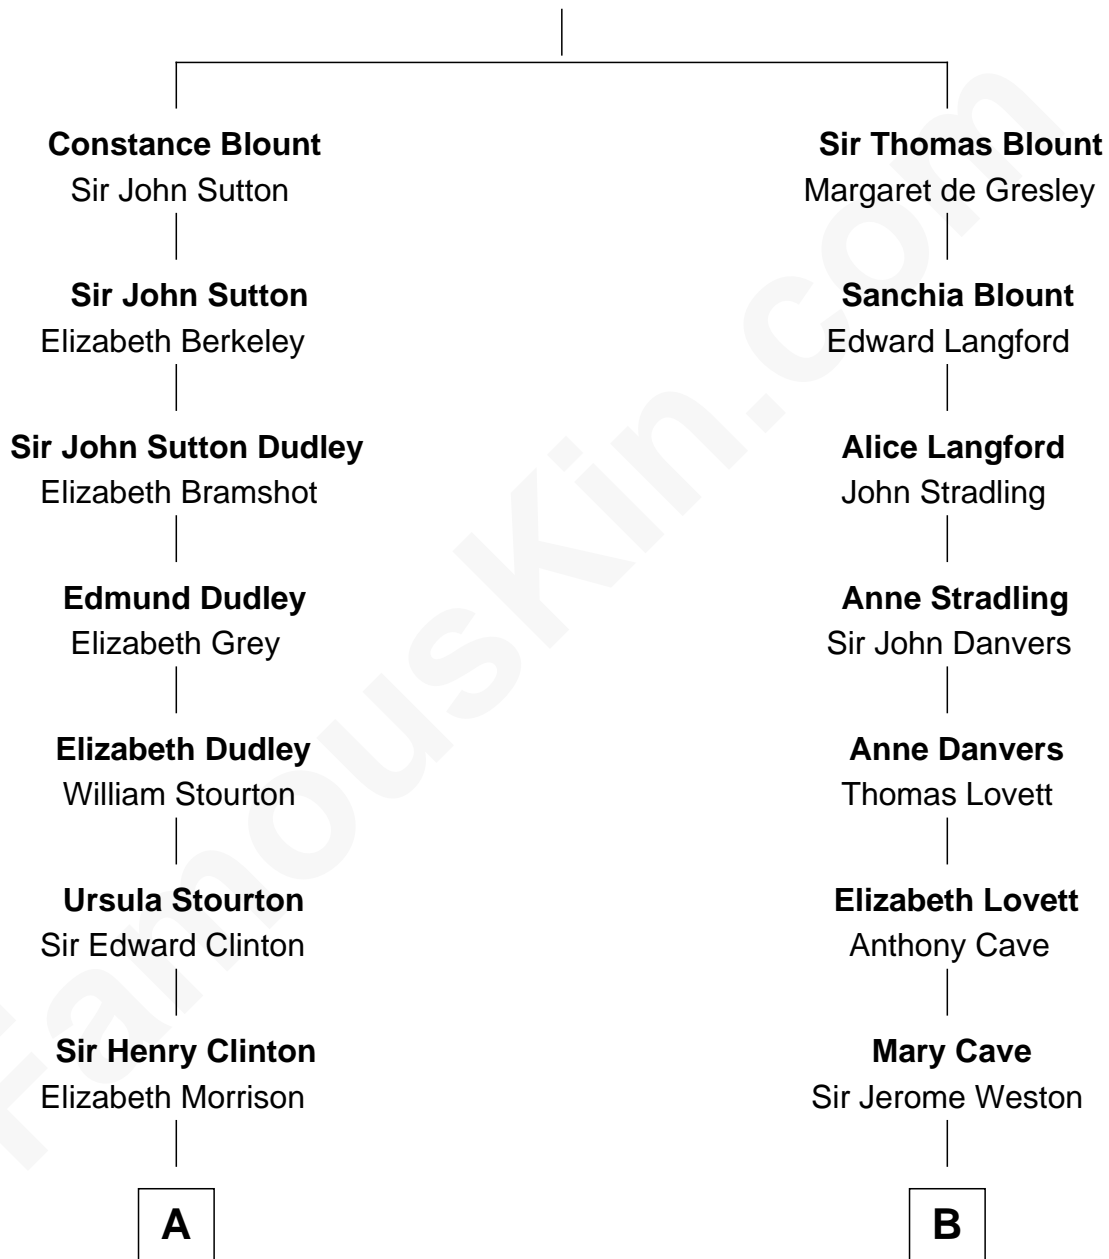 Constance Blount
Sir John Sutton
Sir Thomas Blount
Margaret de Gresley
Sir John Sutton
Elizabeth Berkeley
Sanchia Blount
Edward Langford
Sir John Sutton Dudley
Elizabeth Bramshot
Alice Langford
John Stradling
Edmund Dudley
Elizabeth Grey
Anne Stradling
Sir John Danvers
Elizabeth Dudley
William Stourton
Anne Danvers
Thomas Lovett
Ursula Stourton
Sir Edward Clinton
Elizabeth Lovett
Anthony Cave
Sir Henry Clinton
Elizabeth Morrison
Mary Cave
Sir Jerome Weston
A
B
FamousKin.com